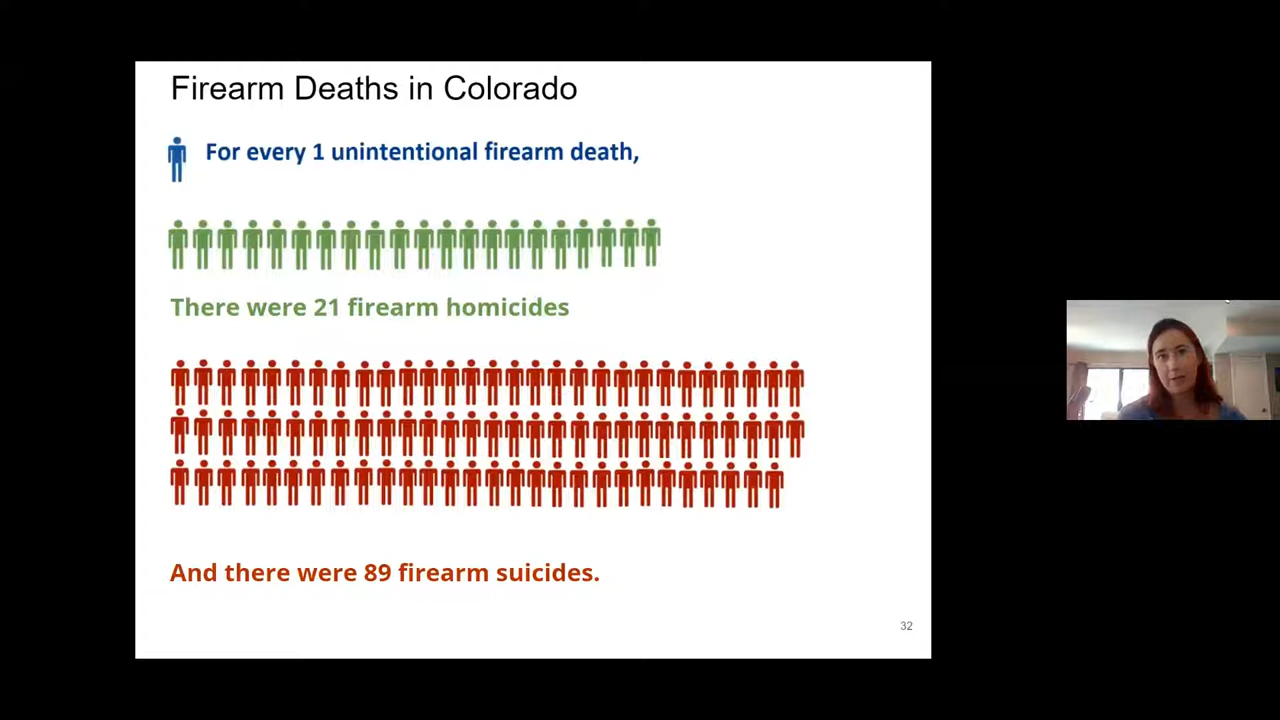 Firearm Deaths in Colorado
For every 1 unintentional firearm death,
There were 21 firearm homicides
And there were 89 firearm suicides.
32